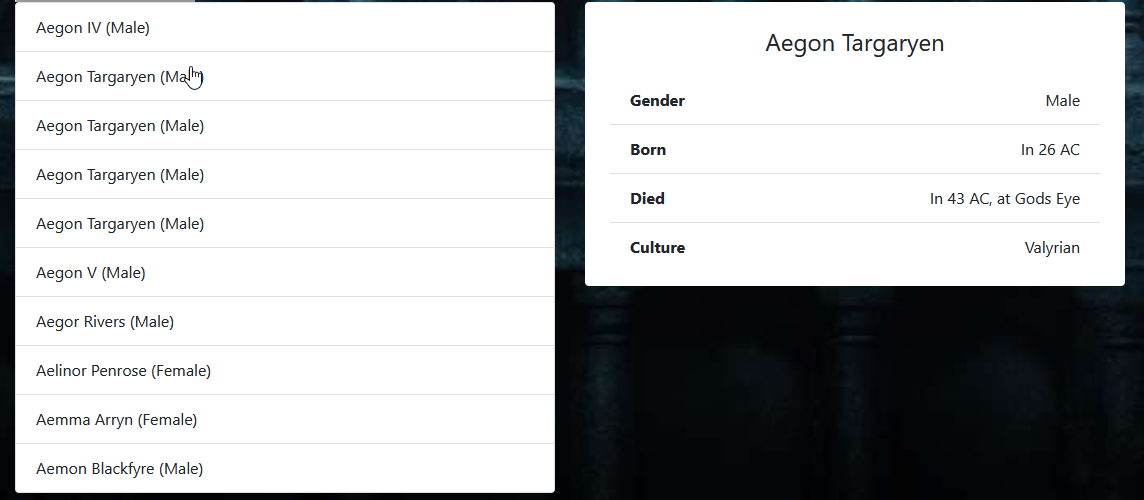 Aegon IV (Male)
Aegon Targaryen (Male)
Aegon Targaryen (Male)
Aegon Targaryen (Male)
Aegon Targaryen (Male)
Aegon V (Male)
Aegor Rivers (Male)
Aelinor Penrose (Female)
Aemma Arryn (Female)
Aemon Blackfyre (Male)
Aegon Targaryen
Gender Male
Born In 26 AC
Died In 43 AC, at Gods Eye
Culture Valyrian